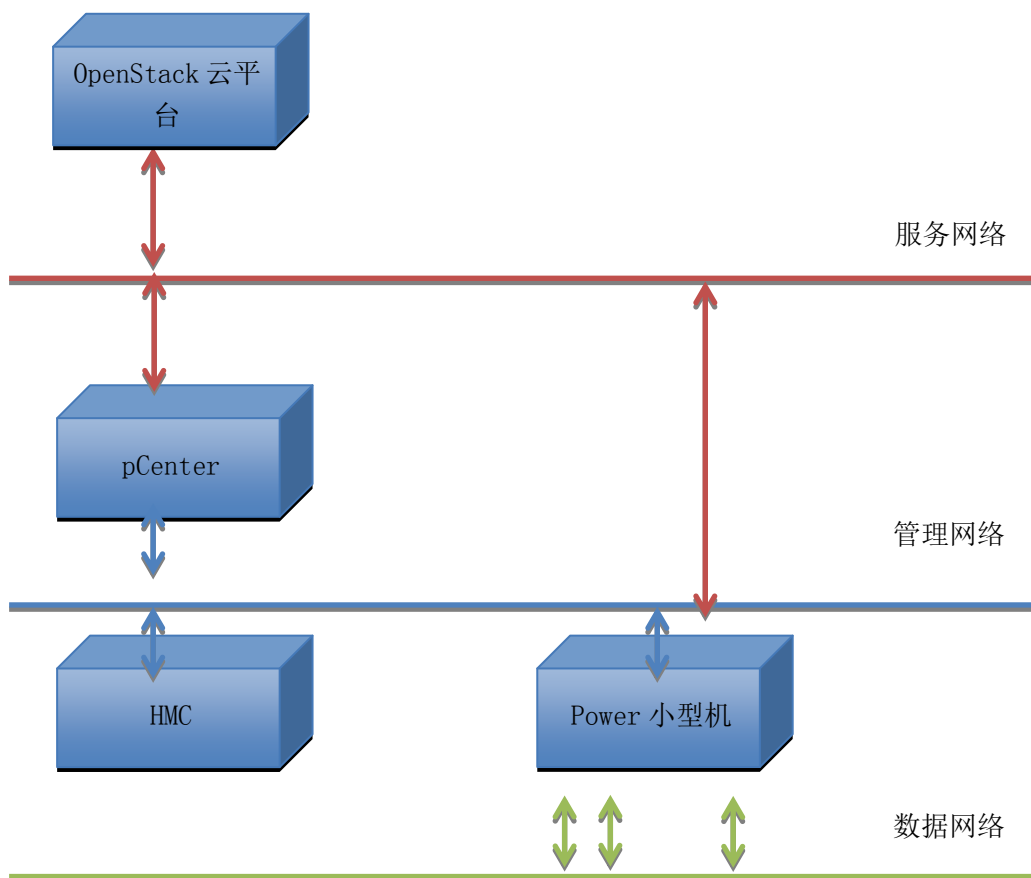 OpenStack 云平
台
服务网络
pCenter
管理网络
HMC
Power 小型机
数据网络